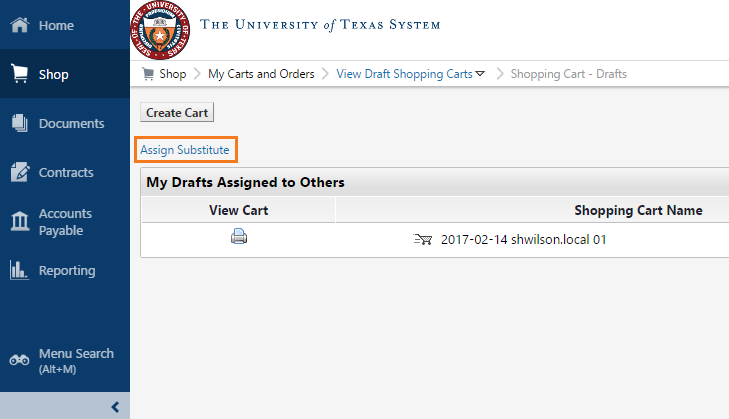 Home
Shop
Documents
Contracts
Accounts
Payable
Reporting
Menu Search
(Alt+M)
THE UNIVERSITY of TEXAS SYSTEM
Shop My Carts and Orders View Draft Shopping Carts Shopping Cart - Drafts
Create Cart
Assign Substitute
My Drafts Assigned to Others
View Cart Shopping Cart Name
2017-02-14 shwilson.local 01